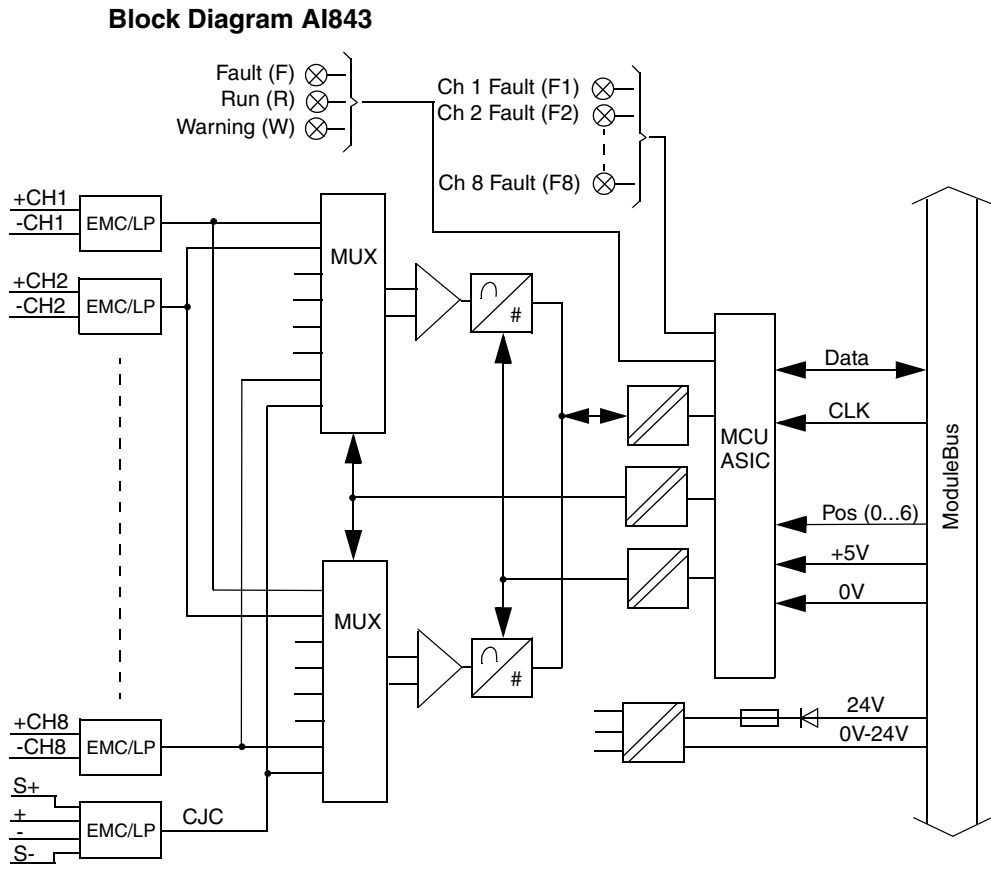 Block Diagram AI843
Fault (F)
Run (R)
Warning (W)
Ch 1 Fault (F1)
Ch 2 Fault (F2)
Ch 8 Fault (F8)
+CH1
-CH1
EMC/LP
MUX
+CH2
-CH2
EMC/LP
#
Data
CLK
MCU
ASIC
ModuleBus
Pos (0...6)
+5V
0V
MUX
#
+CH8
-CH8
EMC/LP
24V
0V-24V
S+
+
-
S-
EMC/LP
CJC